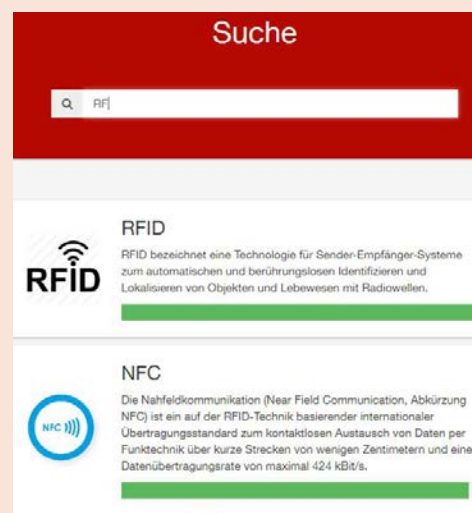 Suche
RF
RFID
RFID bezeichnet eine Technologie für Sender-Empfänger-Systeme
zum automatischen und berührungslosen Identifizieren und
Lokalisieren von Objekten und Lebewesen mit Radiowellen.
RFID
NFC
Die Nahfeldkommunikation (Near Field Communication, Abkürzung
NFC) ist ein auf der RFID-Technik basierender internationaler
Übertragungsstandard zum kontaktlosen Austausch von Daten per
Funktechnik über kurze Strecken von wenigen Zentimetern und eine
Datenübertragungsrate von maximal 424 kBit/s.
NFC